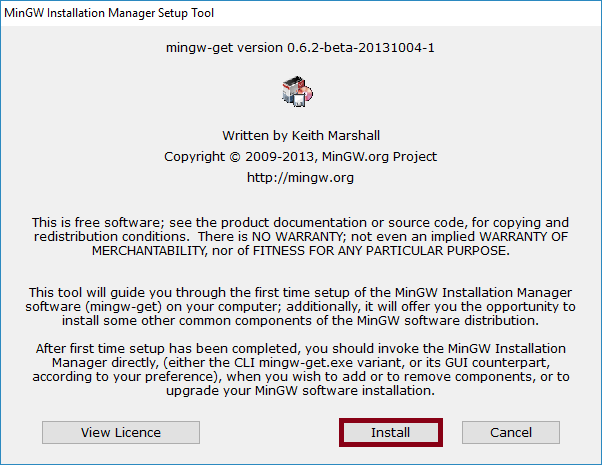 MinGW Installation Manager Setup Tool
mingw-get version 0.6.2-beta-20131004-1
Written by Keith Marshall
Copyright © 2009-2013, MinGW.org Project
http://mingw.org
This is free software; see the product documentation or source code, for copying and
redistribution conditions.  There is NO WARRANTY; not even an implied WARRANTY OF
MERCHANTABILITY, nor of FITNESS FOR ANY PARTICULAR PURPOSE.
This tool will guide you through the first time setup of the MinGW Installation Manager
software (mingw-get) on your computer; additionally, it will offer you the opportunity to
install some other common components of the MinGW software distribution.
After first time setup has been completed, you should invoke the MinGW Installation
Manager directly, (either the CLI mingw-get.exe variant, or its GUI counterpart,
according to your preference), when you wish to add or to remove components, or to
upgrade your MinGW software installation.
View Licence
Install
Cancel